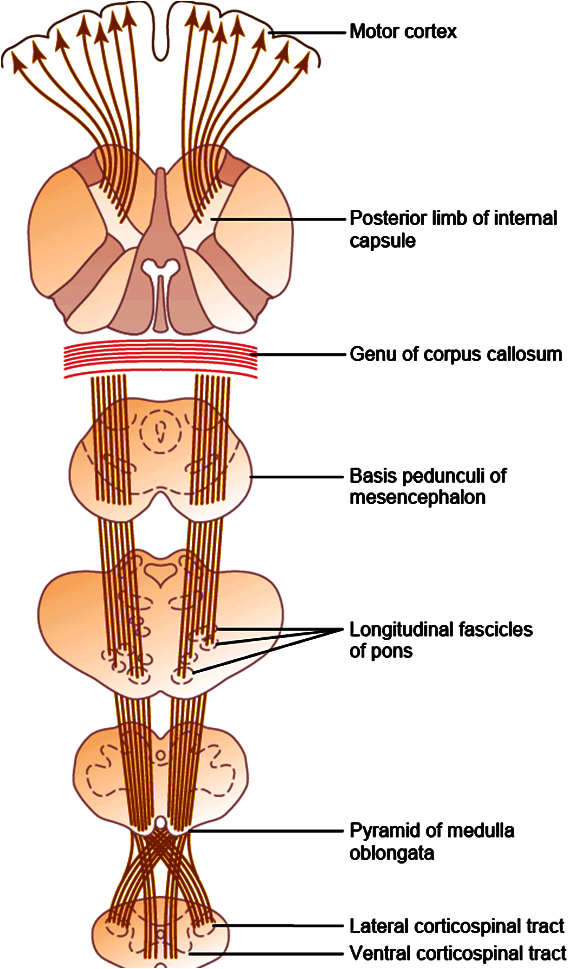 Motor cortex
Posterior limb of internal
capsule
Genu of corpus callosum
Basis pedunculi of
mesencephalon
Longitudinal fascicles
of pons
Pyramid of medulla
oblongata
Lateral corticospinal tract
Ventral corticospinal tract